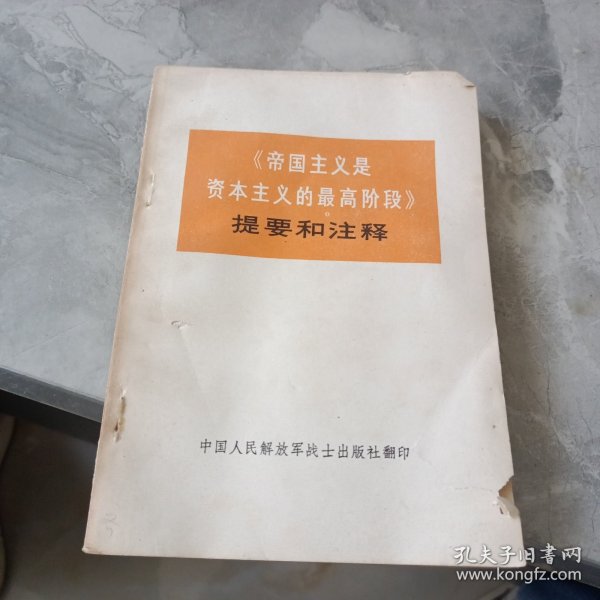 《帝国主义是
资本主义的最高阶段》
提要和注释
中国人民解放军战士出版社翻印
孔夫子旧书网
www.kongfz.com